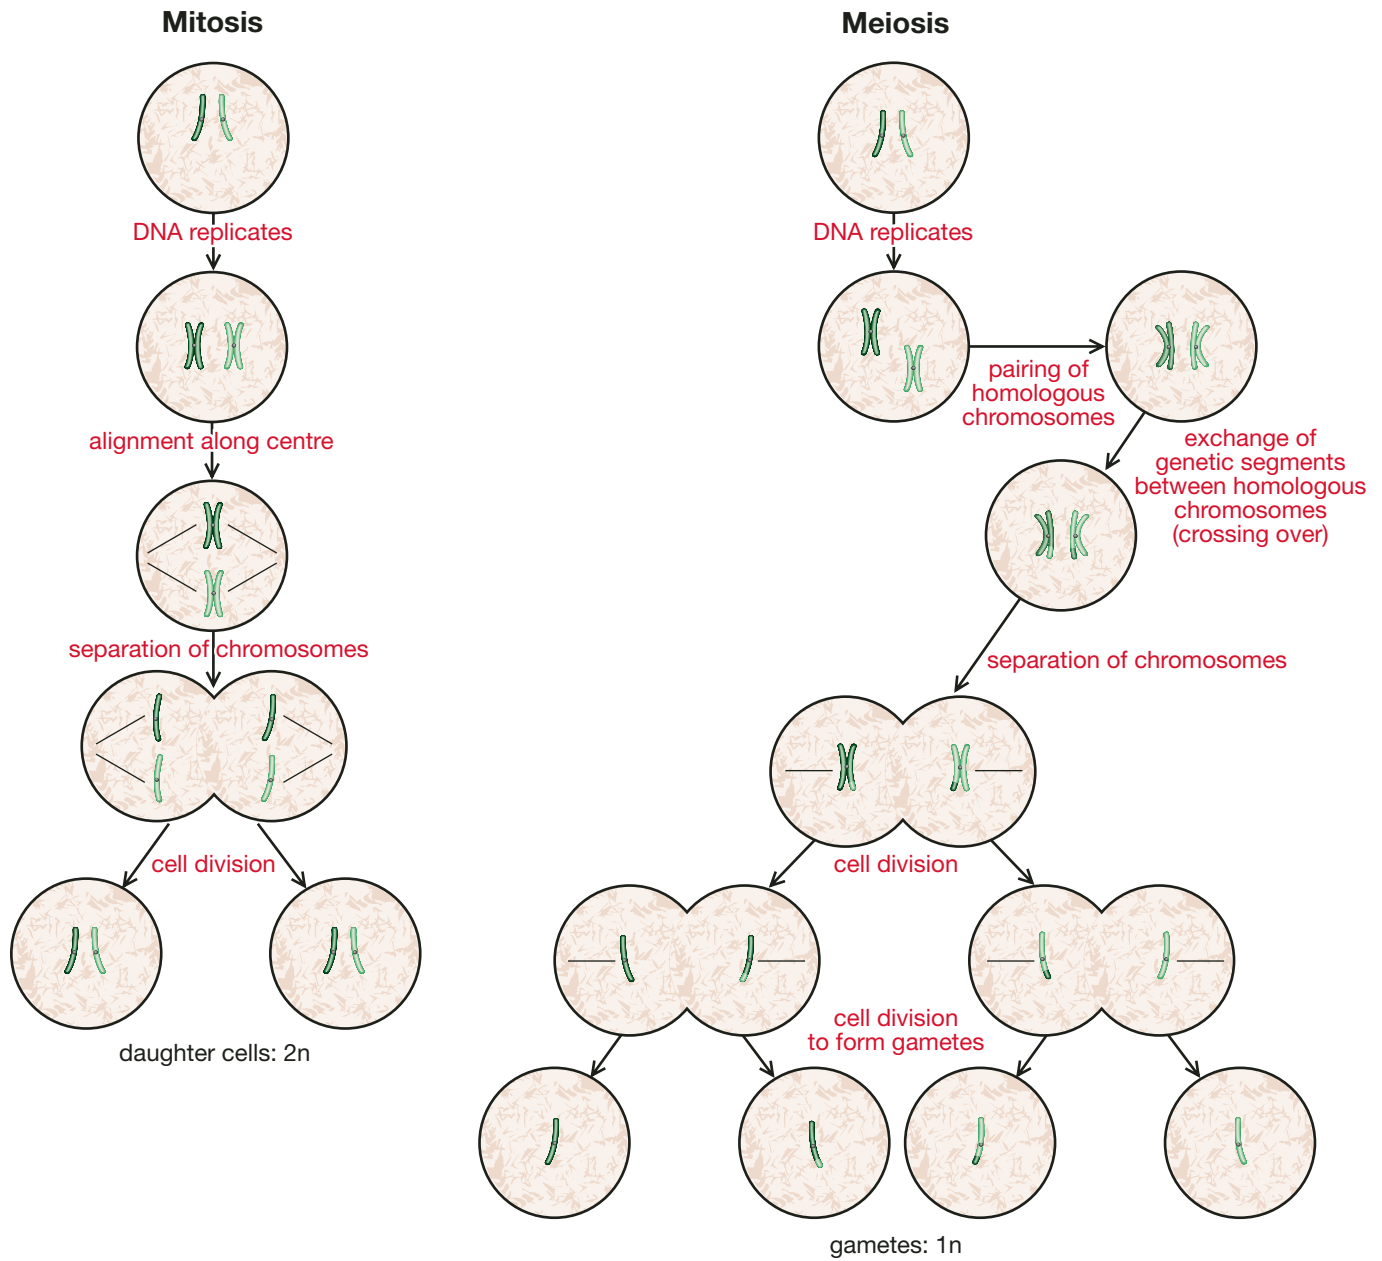 Mitosis
DNA replicates
alignment along centre
separation of chromosomes
cell division
daughter cells: 2n
Meiosis
DNA replicates
pairing of
homologous
chromosomes
exchange of
genetic segments
between homologous
chromosomes
(crossing over)
separation of chromosomes
cell division
cell division
to form gametes
gametes: 1n